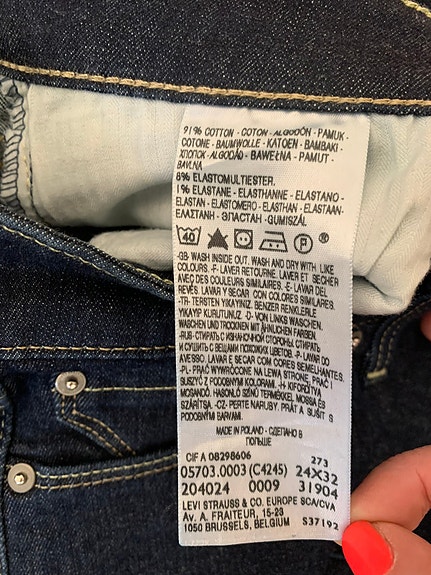 91% COTTON - COTON - ALGODÓN - PAMUK -
COTONE - BAUMWOLLE - KATOEN - BAMBAKI -
ХЛОПОК - ALGODÃO - BAWEŁNA - PAMUT -
BAVLNA
8% ELASTOMULTIESTER.
1% ELASTANE - ELASTHANNE - ELASTANO -
ELASTAN - ELASTOMERO - ELASTHAN - ELASTAAN -
ΕΛΑΣΤΑΝΗ - ЭЛАСТАН - GUMISZÁL
40 P ®
-GB- WASH INSIDE OUT. WASH AND DRY WITH LIKE
COLOURS. -F- LAVER RETOURNE. LAVER ET SECHER
AVEC DES COULEURS SIMILAIRES. -E- LAVAR DEL
REVÉS. LAVAR Y SECAR CON COLORES SIMILARES.
-TR- TERSTEN YIKAYINIZ. BENZER RENKLERLE
YIKAYIP KURUTUNUZ. -D- VON LINKS WASCHEN.
WASCHEN UND TROCKNEN MIT ÄHNLICHEN FARBEN.
-RUS- СТИРАТЬ С ИЗНАНОЧНОЙ СТОРОНЫ. СТИРАТЬ
И СУШИТЬ С ВЕЩАМИ ПОХОЖИХ ЦВЕТОВ. -P- LAVAR DO
AVESSO. LAVAR E SECAR COM CORES SEMELHANTES.
-PL- PRAĆ WYWRÓCONE NA LEWĄ STRONĘ. PRAĆ I
SUSZYĆ Z PODOBNYMI KOLORAMI. -H- KIFORDÍTVA
MOSANDÓ. HASONLÓ SZÍNŰ TERMÉKKEL MOSSA ÉS
SZÁRÍTSA. -CZ- PERTE NARUBY. PRÁT A SUŠIT S
PODOBNÝMI BARVAMI.
MADE IN POLAND - СДЕЛАНО В
ПОЛЬШЕ
CIF A 08298606 273
05703.0003 (C4245) 24X32
204024 0009 31904
LEVI STRAUSS & CO. EUROPE SCA/CVA
Av. A. FRAITEUR, 15-23
1050 BRUSSELS, BELGIUM S37192